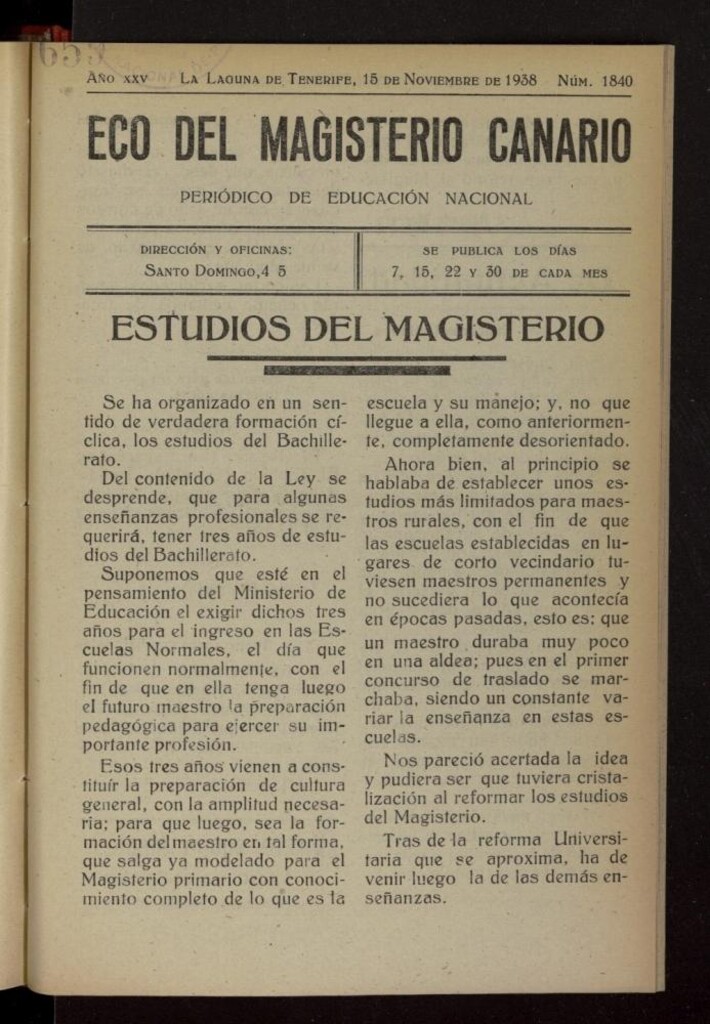 653
Año xxv La Laguna de Tenerife, 15 de Noviembre de 1938 Núm. 1840
ECO DEL MAGISTERIO CANARIO
PERIÓDICO DE EDUCACIÓN NACIONAL
DIRECCIÓN Y OFICINAS:
Santo Domingo,4 5
SE PUBLICA LOS DÍAS
7, 15, 22 y 30 DE CADA MES
ESTUDIOS DEL MAGISTERIO
Se ha organizado en un sen-
tido de verdadera formación cí-
clica, los estudios del Bachille-
rato.
Del contenido de la Ley se
desprende, que para algunas
enseñanzas profesionales se re-
querirá, tener tres años de estu-
dios del Bachillerato.
Suponemos que esté en el
pensamiento del Ministerio de
Educación el exigir dichos tres
años para el ingreso en las Es-
cuelas Normales, el día que
funcionen normalmente, con el
fin de que en ella tenga luego
el futuro maestro la preparación
pedagógica para ejercer su im-
portante profesión.
Esos tres años vienen a cons-
tituír la preparación de cultura
general, con la amplitud necesa-
ria; para que luego, sea la for-
mación del maestro en tal forma,
que salga ya modelado para el
Magisterio primario con conoci-
miento completo de lo que es la
escuela y su manejo; y, no que
llegue a ella, como anteriormen-
te, completamente desorientado.
Ahora bien, al principio se
hablaba de establecer unos es-
tudios más limitados para maes-
tros rurales, con el fin de que
las escuelas establecidas en lu-
gares de corto vecindario tu-
viesen maestros permanentes y
no sucediera lo que acontecía
en épocas pasadas, esto es: que
un maestro duraba muy poco
en una aldea; pues en el primer
concurso de traslado se mar-
chaba, siendo un constante va-
riar la enseñanza en estas es-
cuelas.
Nos pareció acertada la idea
y pudiera ser que tuviera crista-
lización al reformar los estudios
del Magisterio.
Tras de la reforma Universi-
taria que se aproxima, ha de
venir luego la de las demás en-
señanzas.